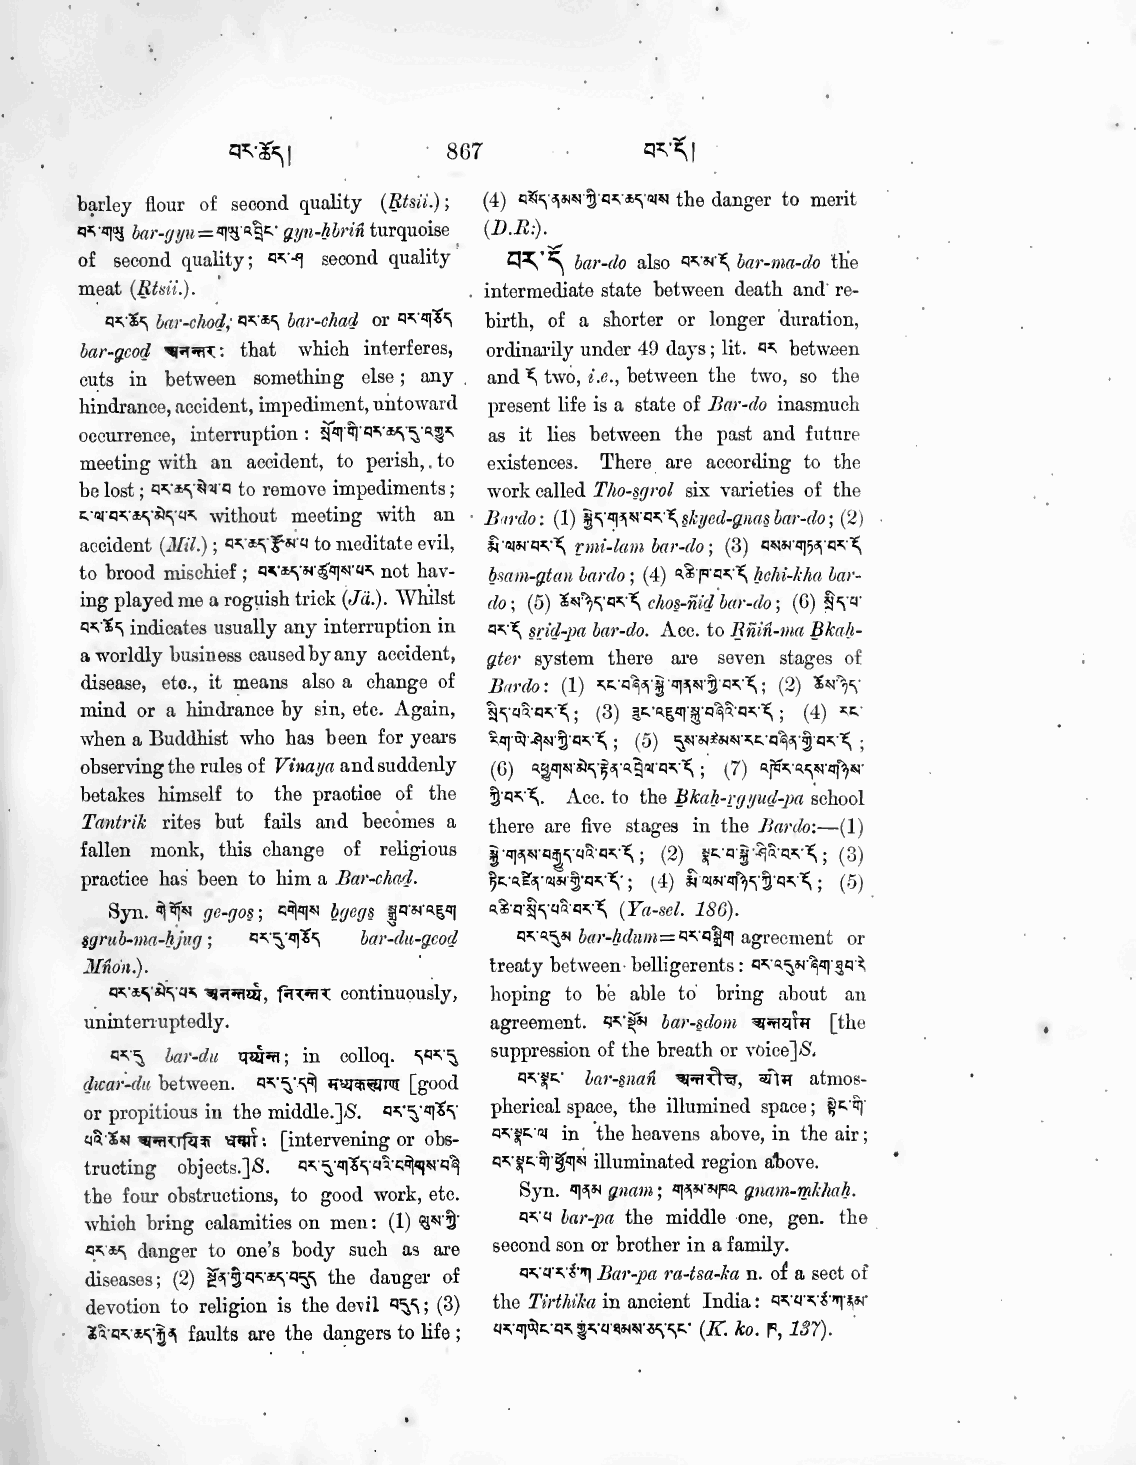 བར་ཆོད།
867
བར་དོ།
barley flour of second quality (Rtsii.);
བར་གཡུ bar-gyu=གཡུ་འབྲིང་ gyu-hbriṅ turquoise
of second quality; བར་ཤ second quality
meat (Rtsii.).
བར་ཆོད bar-chod; བར་ཆད bar-chad or བར་གཅོད
bar-gcod अन्तर: that which interferes,
cuts in between something else; any
hindrance, accident, impediment, untoward
occurrence, interruption: སྲོག་གི་བར་ཆད་དུ་འགྱུར
meeting with an accident, to perish, to
be lost; བར་ཆད་སེལ་བ to remove impediments;
ང་ལ་བར་ཆད་མེད་པར without meeting with an
accident (Mil.); བར་ཆད་རྩོམ་པ to meditate evil,
to brood mischief; བར་ཆད་མ་ཚུགས་པར not hav-
ing played me a roguish trick (Jä.). Whilst
བར་ཆོད indicates usually any interruption in
a worldly business caused by any accident,
disease, etc., it means also a change of
mind or a hindrance by sin, etc. Again,
when a Buddhist who has been for years
observing the rules of Vinaya and suddenly
betakes himself to the practice of the
Tantrik rites but fails and becomes a
fallen monk, this change of religious
practice has been to him a Bar-chad.
Syn. གེ་གོས ge-gos; བགེགས bgegs སྒྲུབ་མ་འཇུག
sgrub-ma-hjug; བར་དུ་གཅོད bar-du-gcod
Mṅon.).
བར་ཆད་མེད་པར अनन्तर्य्यं, निरन्तर continuously,
uninterruptedly.
བར་དུ bar-du पर्य्यन्त; in colloq. དབར་དུ
dwar-du between. བར་དུ་དགེ मध्यकल्याण [good
or propitious in the middle.]S. བར་དུ་གཅོད་
པའི་ཆོས अन्तरायिक धर्म्मा: [intervening or obs-
tructing objects.]S. བར་དུ་གཅོད་པའི་བགེགས་བཞི
the four obstructions, to good work, etc.
which bring calamities on men: (1) ལུས་ཀྱི་
བར་ཆད danger to one's body such as are
diseases; (2) སྤྱོན་གྱི་བར་ཆད་བདུད the danger of
devotion to religion is the devil བདུད; (3)
ཚེའི་བར་ཆད་རྐྱེན faults are the dangers to life;
(4) བསོད་ནམས་ཀྱི་བར་ཆད་ལས the danger to merit
(D.R.).
བར་དོ bar-do also བར་མ་དོ bar-ma-do the
intermediate state between death and re-
birth, of a shorter or longer duration,
ordinarily under 49 days; lit. བར between
and དོ two, i.e., between the two, so the
present life is a state of Bar-do inasmuch
as it lies between the past and future
existences. There are according to the
work called Tho-sgrol six varieties of the
Bardo: (1) སྐྱེད་གནས་བར་དོ skyed-gnas bar-do; (2)
རྨི་ལམ་བར་དོ rmi-lam bar-do; (3) བསམ་གཏན་བར་དོ
bsam-gtan bardo; (4) འཆི་ཁ་བར་དོ hchi-kha bar-
do; (5) ཆོས་ཉིད་བར་དོ chos-ñid bar-do; (6) སྲིད་པ་
བར་དོ srid-pa bar-do. Acc. to Rñiṅ-ma Bkah-
gter system there are seven stages of
Bardo: (1) རང་བཞིན་སྐྱེ་གནས་ཀྱི་བར་དོ; (2) ཆོས་ཉིད་
སྲིད་པའི་བར་དོ; (3) སྣང་འཇུག་སྒྱུ་བཞིའི་བར་དོ; (4) རང་
རིག་ཡེ་ཤེས་ཀྱི་བར་དོ; (5) དུས་མཚམས་རང་བཞིན་གྱི་བར་དོ;
(6) འཕྱུགས་མེད་རྟེན་འབྲེལ་བར་དོ; (7) འཁོར་འདས་གཉིས་
ཀྱི་བར་དོ. Acc. to the Bkah-rgyud-pa school
there are five stages in the Bardo:—(1)
སྐྱེ་གནས་བརྒྱུད་པའི་བར་དོ; (2) སྣང་བ་སྐྱེ་ཤིའི་བར་དོ; (3)
ཏིང་འཛིན་ལམ་གྱི་བར་དོ; (4) རྨི་ལམ་གཉིད་ཀྱི་བར་དོ; (5)
འཆི་བ་སྲིད་པའི་བར་དོ (Ya-sel. 186).
བར་འདུམ bar-hdum=བར་བསྒྲིག agreement or
treaty between belligerents: བར་འདུམ་ཞིག་ཐུབ་རེ
hoping to be able to bring about an
agreement. བར་སྡོམ bar-sdom अन्तर्याम [the
suppression of the breath or voice]S.
བར་སྣང་ bar-snaṅ अन्तरीक्ष, व्योम atmos-
pherical space, the illumined space; སྟེང་གི་
བར་སྣང་ལ in the heavens above, in the air;
བར་སྣང་གི་ཕྱོགས illuminated region above.
Syn. གནམ gnam; གནམ་མཁའ gnam-mkhah.
བར་པ bar-pa the middle one, gen. the
second son or brother in a family.
བར་པ་ར་ཙ་ཀ Bar-pa ra-tsa-ka n. of a sect of
the Tirthika in ancient India: བར་པ་ར་ཙ་ཀ་རྣམ་
པར་གཡེང་བར་གྱུར་པ་ཐམས་ཅད་དང་ (K. ko. ཁ, 137).